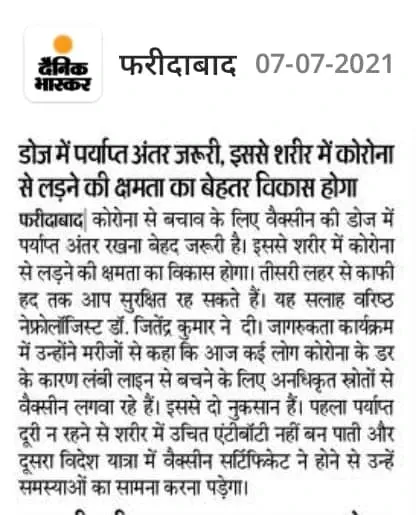 दैनिक
भास्कर
फरीदाबाद 07-07-2021
डोज में पर्याप्त अंतर जरूरी, इससे शरीर में कोरोना
से लड़ने की क्षमता का बेहतर विकास होगा
फरीदाबाद| कोरोना से बचाव के लिए वैक्सीन की डोज में
पर्याप्त अंतर रखना बेहद जरूरी है। इससे शरीर में कोरोना
से लड़ने की क्षमता का विकास होगा। तीसरी लहर से काफी
हद तक आप सुरक्षित रह सकते हैं। यह सलाह वरिष्ठ
नेफ्रोलॉजिस्ट डॉ. जितेंद्र कुमार ने दी। जागरुकता कार्यक्रम
में उन्होंने मरीजों से कहा कि आज कई लोग कोरोना के डर
के कारण लंबी लाइन से बचने के लिए अनधिकृत स्रोतों से
वैक्सीन लगवा रहे हैं। इससे दो नुकसान हैं। पहला पर्याप्त
दूरी न रहने से शरीर में उचित एंटीबॉटी नहीं बन पाती और
दूसरा विदेश यात्रा में वैक्सीन सर्टिफिकेट ने होने से उन्हें
समस्याओं का सामना करना पड़ेगा।